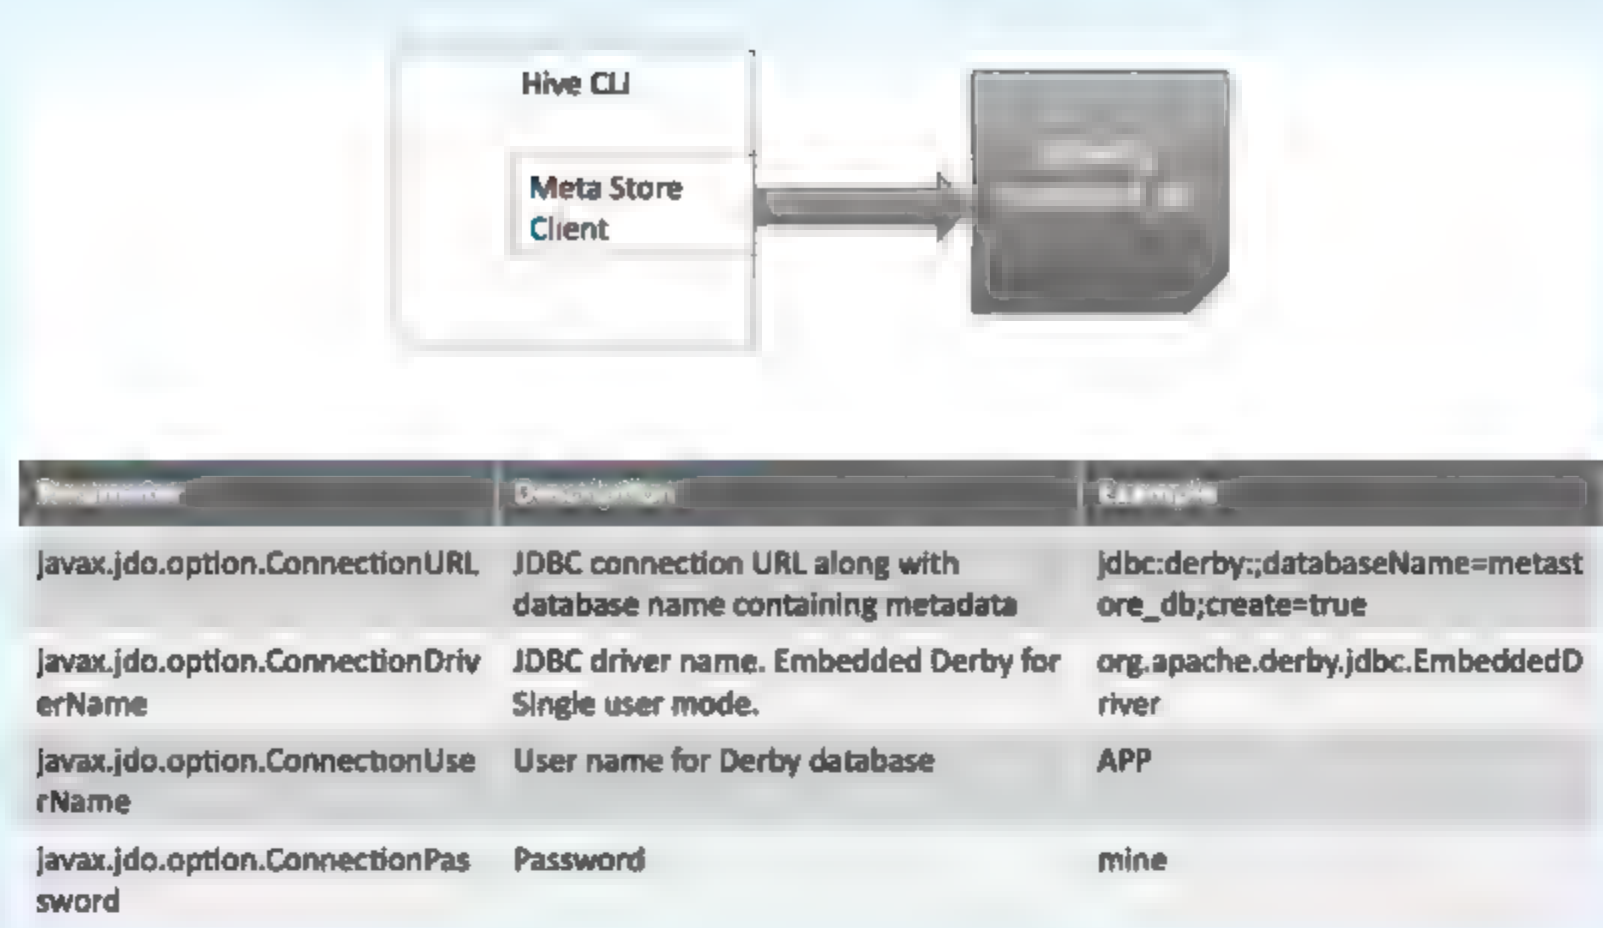 Hive CLI
Meta Store
Client
Description
Example
javax.jdo.option.ConnectionURL
JDBC connection URL along with
database name containing metadata
jdbc:derby:;databaseName=metast
ore_db;create=true
javax.jdo.option.ConnectionDriv
erName
JDBC driver name. Embedded Derby for
Single user mode.
org.apache.derby.jdbc.EmbeddedD
river
javax.jdo.option.ConnectionUse
rName
User name for Derby database
APP
javax.jdo.option.ConnectionPas
sword
Password
mine